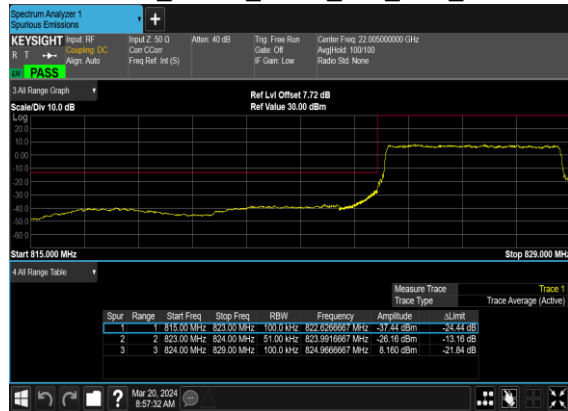 Spectrum Analyzer 1
Spurious Emissions
KEYSIGHT Input: RF Input Z: 50 Ω Atten: 40 dB Trig: Free Run Center Freq: 22.005000000 GHz
R T Coupling: DC Corr CCorr Gate: Off Avg|Hold: 100/100
Align: Auto Freq Ref: Int (S) IF Gain: Low Radio Std: None
PASS
3 All Range Graph
Ref Lvl Offset 7.72 dB
Scale/Div 10.0 dB Ref Value 30.00 dBm
Log
20.0
10.0
0.00
-10.0
-20.0
-30.0
-40.0
-50.0
-60.0
Start 815.000 MHz Stop 829.000 MHz
4 All Range Table
Measure Trace Trace 1
Trace Type Trace Average (Active)
Spur Range Start Freq Stop Freq RBW Frequency Amplitude ΔLimit
1 1 815.00 MHz 823.00 MHz 100.0 kHz 822.6266667 MHz -37.44 dBm -24.44 dB
2 2 823.00 MHz 824.00 MHz 51.00 kHz 823.9916667 MHz -26.16 dBm -13.16 dB
3 3 824.00 MHz 829.00 MHz 100.0 kHz 824.9666667 MHz 8.160 dBm -21.84 dB
? Mar 20, 2024
8:57:32 AM